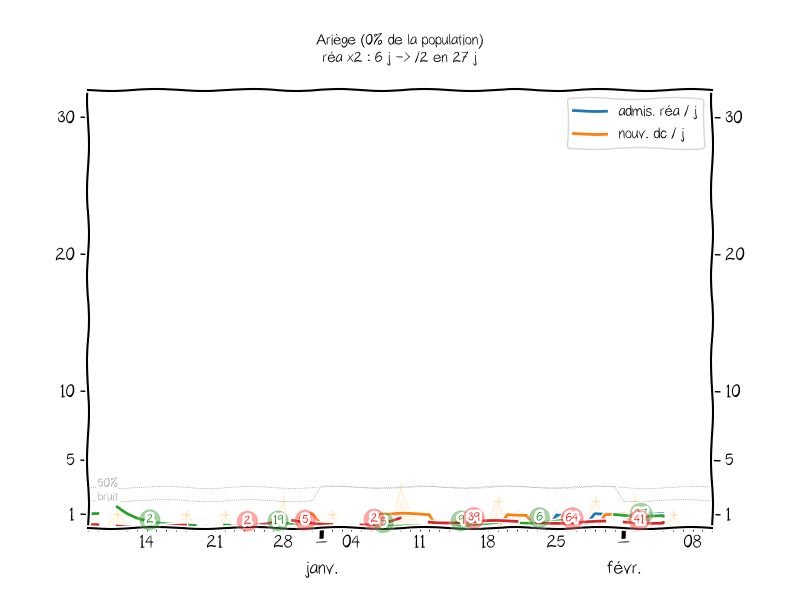 Ariège (0% de la population)
réa x2 : 6 j -> /2 en 27 j
admis. réa / j
nouv. dc / j
30 30
20 20
10 10
5 5
1 1
50%
bruit
2 2 19 5 2 39 6 64 41
14 21 28 04 11 18 25 08
janv. févr.